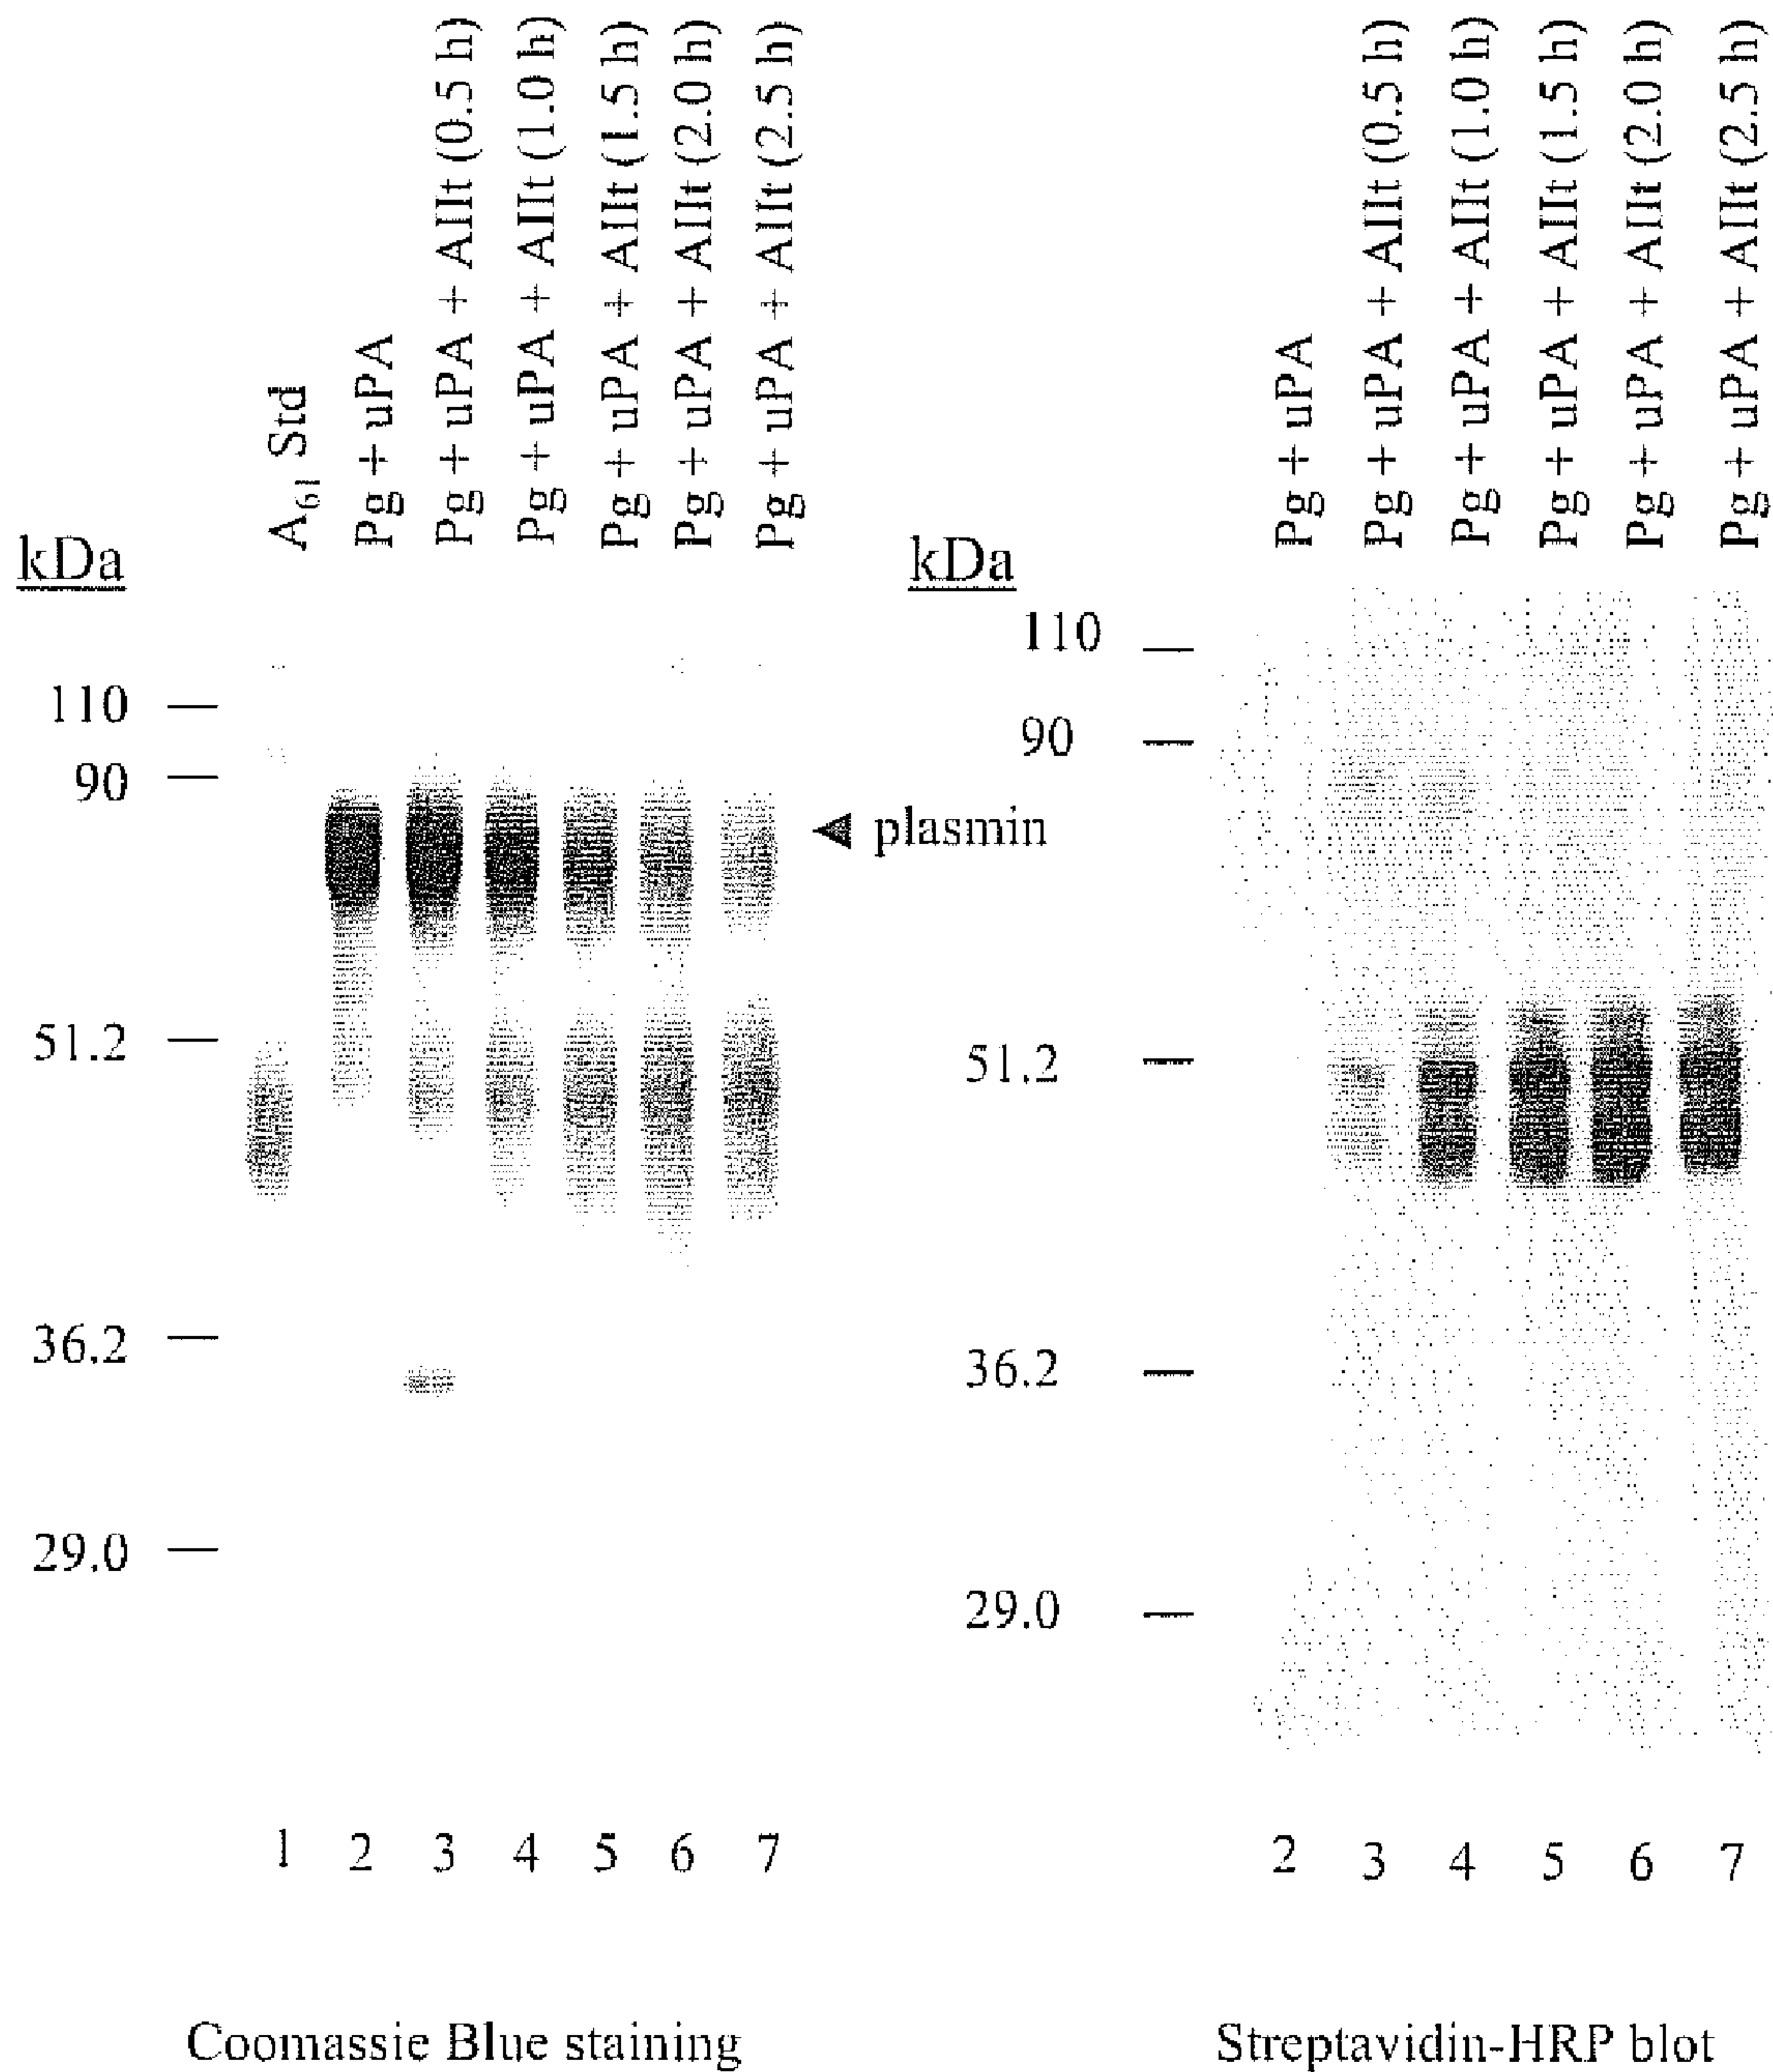 A61 Std
Pg + uPA
Pg + uPA + AIIt (0.5 h)
Pg + uPA + AIIt (1.0 h)
Pg + uPA + AIIt (1.5 h)
Pg + uPA + AIIt (2.0 h)
Pg + uPA + AIIt (2.5 h)
kDa
110
90
51.2
36.2
29.0
plasmin
1 2 3 4 5 6 7
Coomassie Blue staining
Pg + uPA
Pg + uPA + AIIt (0.5 h)
Pg + uPA + AIIt (1.0 h)
Pg + uPA + AIIt (1.5 h)
Pg + uPA + AIIt (2.0 h)
Pg + uPA + AIIt (2.5 h)
kDa
110
90
51.2
36.2
29.0
2 3 4 5 6 7
Streptavidin-HRP blot